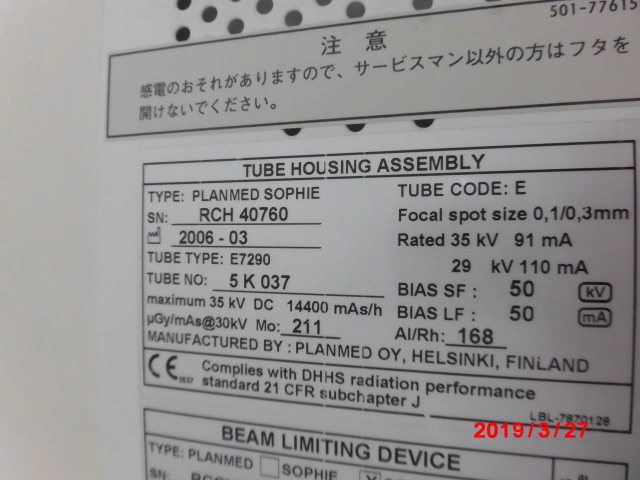 501-77615
注 意
感電のおそれがありますので、サービスマン以外の方はフタを
開けないでください。
TUBE HOUSING ASSEMBLY
TYPE: PLANMED SOPHIE
SN: RCH 40760
2006 - 03
TUBE TYPE: E7290
TUBE NO: 5 K 037
maximum 35 kV DC 14400 mAs/h
µGy/mAs@30kV Mo: 211
TUBE CODE: E
Focal spot size 0,1/0,3mm
Rated 35 kV 91 mA
29 kV 110 mA
BIAS SF : 50 kV
BIAS LF : 50 mA
Al/Rh: 168
MANUFACTURED BY : PLANMED OY, HELSINKI, FINLAND
CE 0537
Complies with DHHS radiation performance
standard 21 CFR subchapter J
LBL-7870128
2019/3/27
BEAM LIMITING DEVICE
TYPE: PLANMED SOPHIE
SN: